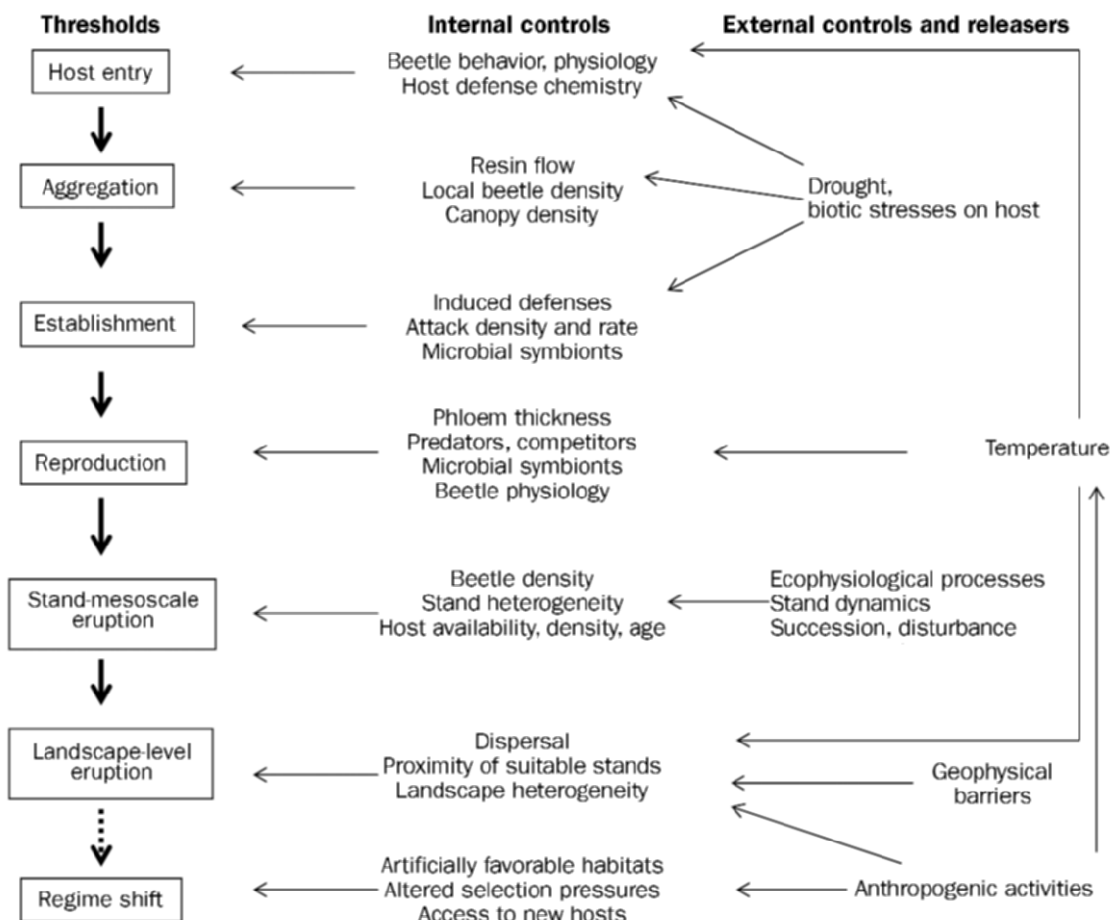 Thresholds
Internal controls
External controls and releasers
Host entry
Beetle behavior, physiology
Host defense chemistry
Aggregation
Resin flow
Local beetle density
Canopy density
Drought,
biotic stresses on host
Establishment
Induced defenses
Attack density and rate
Microbial symbionts
Reproduction
Phloem thickness
Predators, competitors
Microbial symbionts
Beetle physiology
Temperature
Stand-mesoscale
eruption
Beetle density
Stand heterogeneity
Host availability, density, age
Ecophysiological processes
Stand dynamics
Succession, disturbance
Landscape-level
eruption
Dispersal
Proximity of suitable stands
Landscape heterogeneity
Geophysical
barriers
Regime shift
Artificially favorable habitats
Altered selection pressures
Access to new hosts
Anthropogenic activities